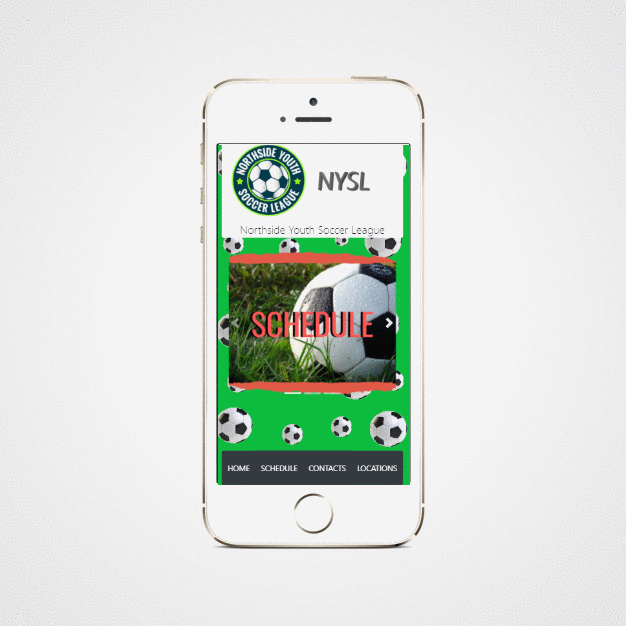 NORTHSIDE YOUTH
SOCCER LEAGUE
NYSL
Northside Youth Soccer League
SCHEDULE
HOME SCHEDULE CONTACTS LOCATIONS